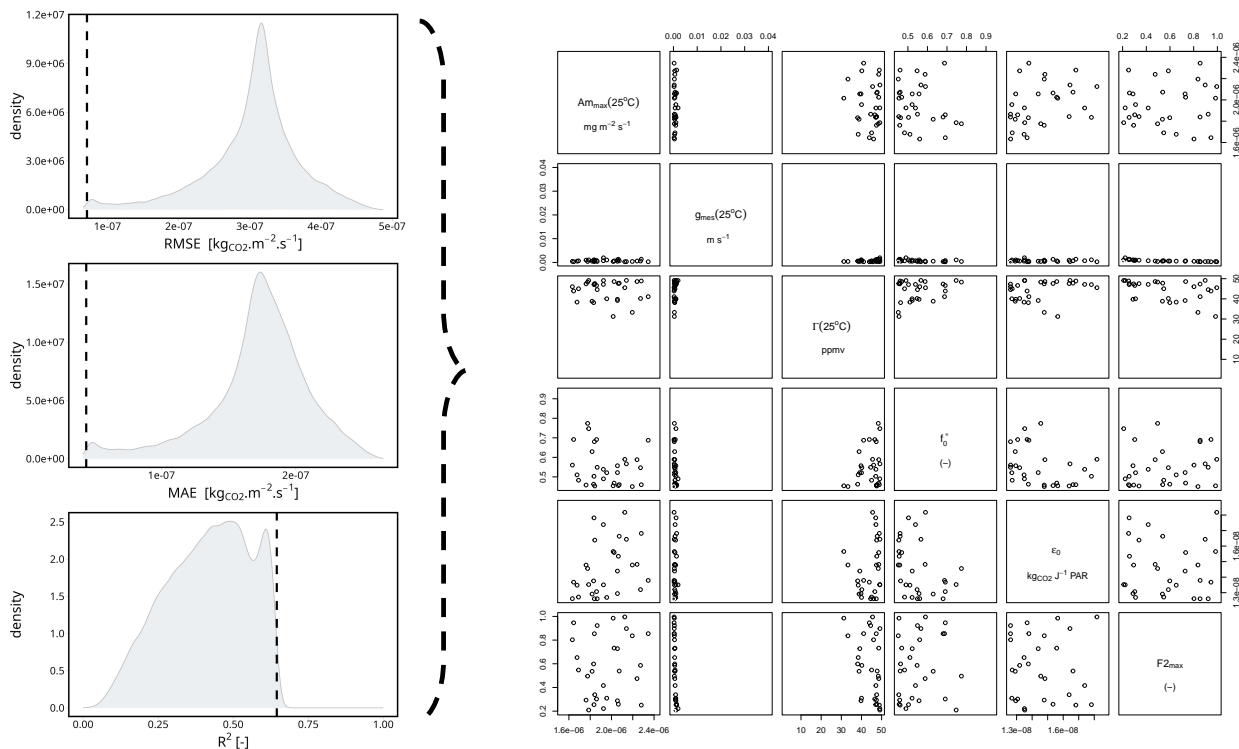 1.2e+07
9.0e+06
6.0e+06
3.0e+06
0.0e+00
density
1e-07 2e-07 3e-07 4e-07 5e-07
RMSE [kgCO2.m−2.s−1]
1.5e+07
1.0e+07
5.0e+06
0.0e+00
density
1e-07 2e-07
MAE [kgCO2.m−2.s−1]
2.5
2.0
1.5
1.0
0.5
0.0
density
0.00 0.25 0.50 0.75 1.00
R2 [-]
0.00 0.01 0.02 0.03 0.04
0.5 0.6 0.7 0.8 0.9
0.2 0.4 0.6 0.8 1.0
Ammax(25oC)
mg m−2 s−1
1.6e−06 2.0e−06 2.4e−06
0.00 0.01 0.02 0.03 0.04
gmes(25oC)
m s−1
Γ(25oC)
ppmv
10 20 30 40 50
0.5 0.6 0.7 0.8 0.9
f0*
(−)
ε0
kgCO2 J−1 PAR
1.3e−08 1.6e−08
0.2 0.4 0.6 0.8 1.0
F2max
(−)
1.6e−06 2.0e−06 2.4e−06
10 20 30 40 50
1.3e−08 1.6e−08